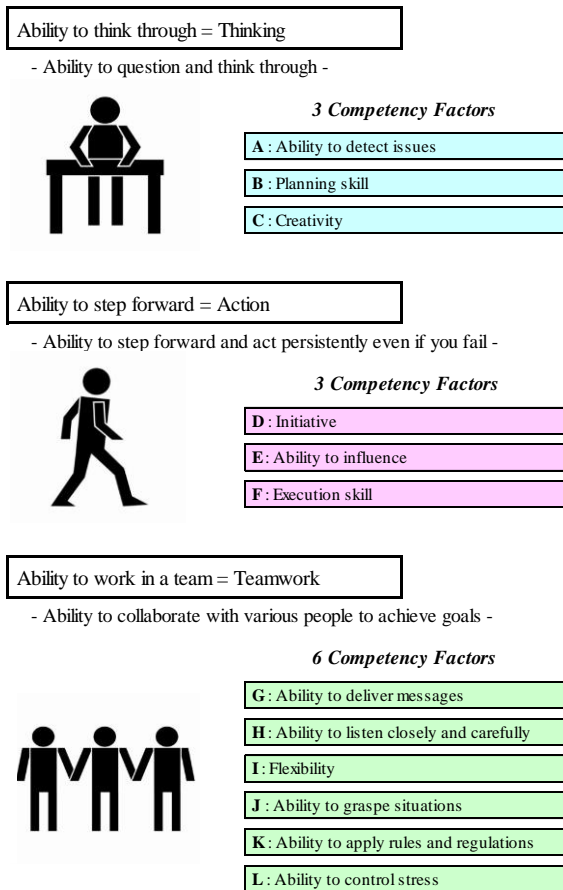 Ability to think through = Thinking
- Ability to question and think through -
3 Competency Factors
A : Ability to detect issues
B : Planning skill
C : Creativity
Ability to step forward = Action
- Ability to step forward and act persistently even if you fail -
3 Competency Factors
D : Initiative
E : Ability to influence
F : Execution skill
Ability to work in a team = Teamwork
- Ability to collaborate with various people to achieve goals -
6 Competency Factors
G : Ability to deliver messages
H : Ability to listen closely and carefully
I : Flexibility
J : Ability to graspe situations
K : Ability to apply rules and regulations
L : Ability to control stress